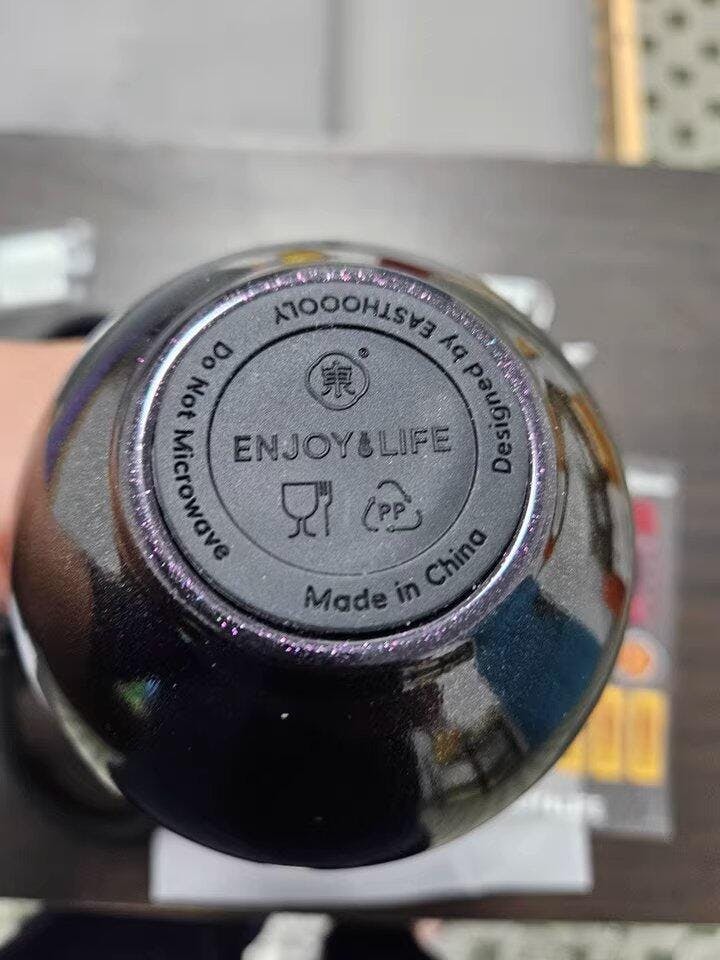 東
ENJOY LIFE
PP
Do Not Microwave
Made in China
Designed by EASTHOOOLY